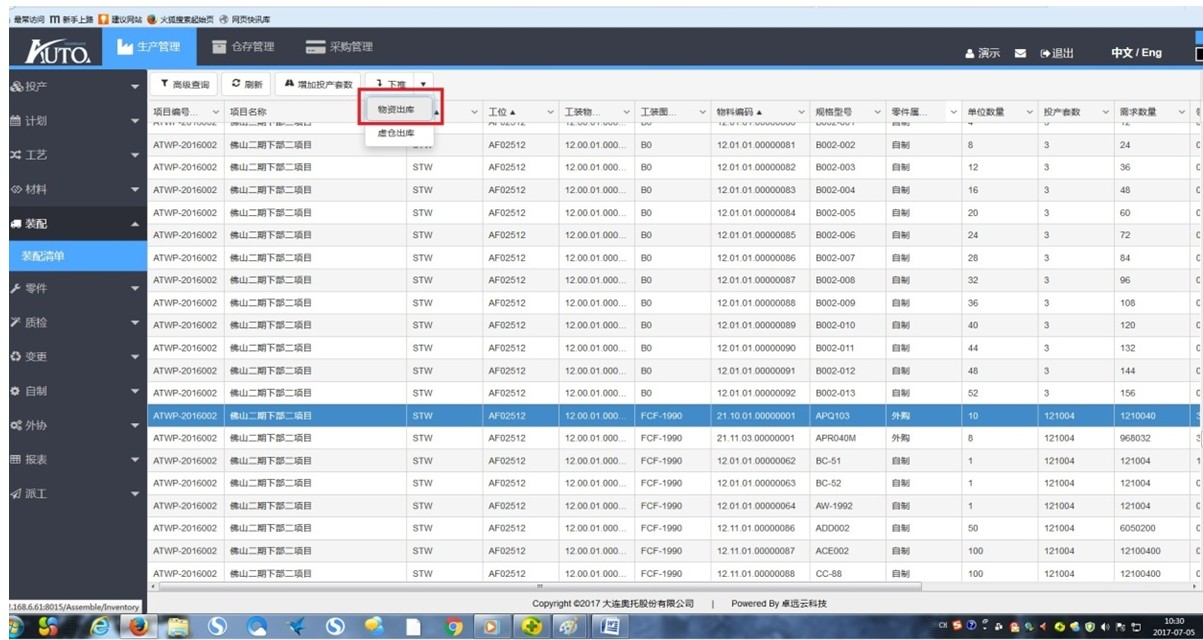 最常访问 新手上路 建议网站 火狐搜索起始页 网页快讯库
AUTO. 生产管理 仓存管理 采购管理 演示 退出 中文 / Eng
投产
计划
工艺
材料
装配
装配清单
零件
质检
变更
自制
外协
报表
派工
高级查询 刷新 增加投产套数 下推
物资出库
虚仓出库
项目编号... 项目名称 工位 工装物... 工装图... 物料编码 规格型号 零件属... 单位数量 投产套数 需求数量
ATWP-2016002 佛山二期下部二项目 STW AF02512 12.00.01.000... B0 12.01.01.00000081 B002-002 自制 8 3 24
ATWP-2016002 佛山二期下部二项目 STW AF02512 12.00.01.000... B0 12.01.01.00000082 B002-003 自制 12 3 36
ATWP-2016002 佛山二期下部二项目 STW AF02512 12.00.01.000... B0 12.01.01.00000083 B002-004 自制 16 3 48
ATWP-2016002 佛山二期下部二项目 STW AF02512 12.00.01.000... B0 12.01.01.00000084 B002-005 自制 20 3 60
ATWP-2016002 佛山二期下部二项目 STW AF02512 12.00.01.000... B0 12.01.01.00000085 B002-006 自制 24 3 72
ATWP-2016002 佛山二期下部二项目 STW AF02512 12.00.01.000... B0 12.01.01.00000086 B002-007 自制 28 3 84
ATWP-2016002 佛山二期下部二项目 STW AF02512 12.00.01.000... B0 12.01.01.00000087 B002-008 自制 32 3 96
ATWP-2016002 佛山二期下部二项目 STW AF02512 12.00.01.000... B0 12.01.01.00000088 B002-009 自制 36 3 108
ATWP-2016002 佛山二期下部二项目 STW AF02512 12.00.01.000... B0 12.01.01.00000089 B002-010 自制 40 3 120
ATWP-2016002 佛山二期下部二项目 STW AF02512 12.00.01.000... B0 12.01.01.00000090 B002-011 自制 44 3 132
ATWP-2016002 佛山二期下部二项目 STW AF02512 12.00.01.000... B0 12.01.01.00000091 B002-012 自制 48 3 144
ATWP-2016002 佛山二期下部二项目 STW AF02512 12.00.01.000... B0 12.01.01.00000092 B002-013 自制 52 3 156
ATWP-2016002 佛山二期下部二项目 STW AF02512 12.00.01.000... FCF-1990 21.10.01.00000001 APQ103 外购 10 121004 1210040
ATWP-2016002 佛山二期下部二项目 STW AF02512 12.00.01.000... FCF-1990 21.11.03.00000001 APR040M 外购 8 121004 968032
ATWP-2016002 佛山二期下部二项目 STW AF02512 12.00.01.000... FCF-1990 12.01.01.00000062 BC-51 自制 1 121004 121004
ATWP-2016002 佛山二期下部二项目 STW AF02512 12.00.01.000... FCF-1990 12.01.01.00000063 BC-52 自制 1 121004 121004
ATWP-2016002 佛山二期下部二项目 STW AF02512 12.00.01.000... FCF-1990 12.01.01.00000064 AW-1992 自制 1 121004 121004
ATWP-2016002 佛山二期下部二项目 STW AF02512 12.00.01.000... FCF-1990 12.11.01.00000086 ADD002 自制 50 121004 6050200
ATWP-2016002 佛山二期下部二项目 STW AF02512 12.00.01.000... FCF-1990 12.11.01.00000087 ACE002 自制 100 121004 12100400
ATWP-2016002 佛山二期下部二项目 STW AF02512 12.00.01.000... FCF-1990 12.11.01.00000088 CC-88 自制 100 121004 12100400
Copyright ©2017 大连奥托股份有限公司 | Powered By 卓远云科技
2.168.6.61:8015/Assemble/Inventory
CH 10:30
2017-07-05